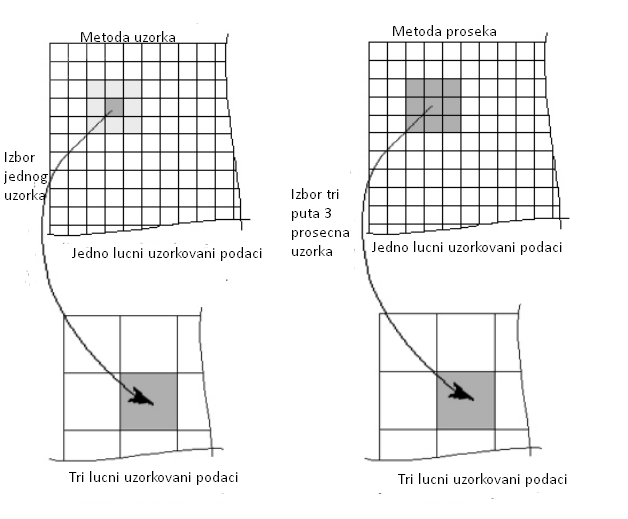 Metoda uzorka
Izbor
jednog
uzorka
Jedno lucni uzorkovani podaci
Tri lucni uzorkovani podaci
Metoda proseka
Izbor tri
puta 3
prosecna
uzorka
Jedno lucni uzorkovani podaci
Tri lucni uzorkovani podaci